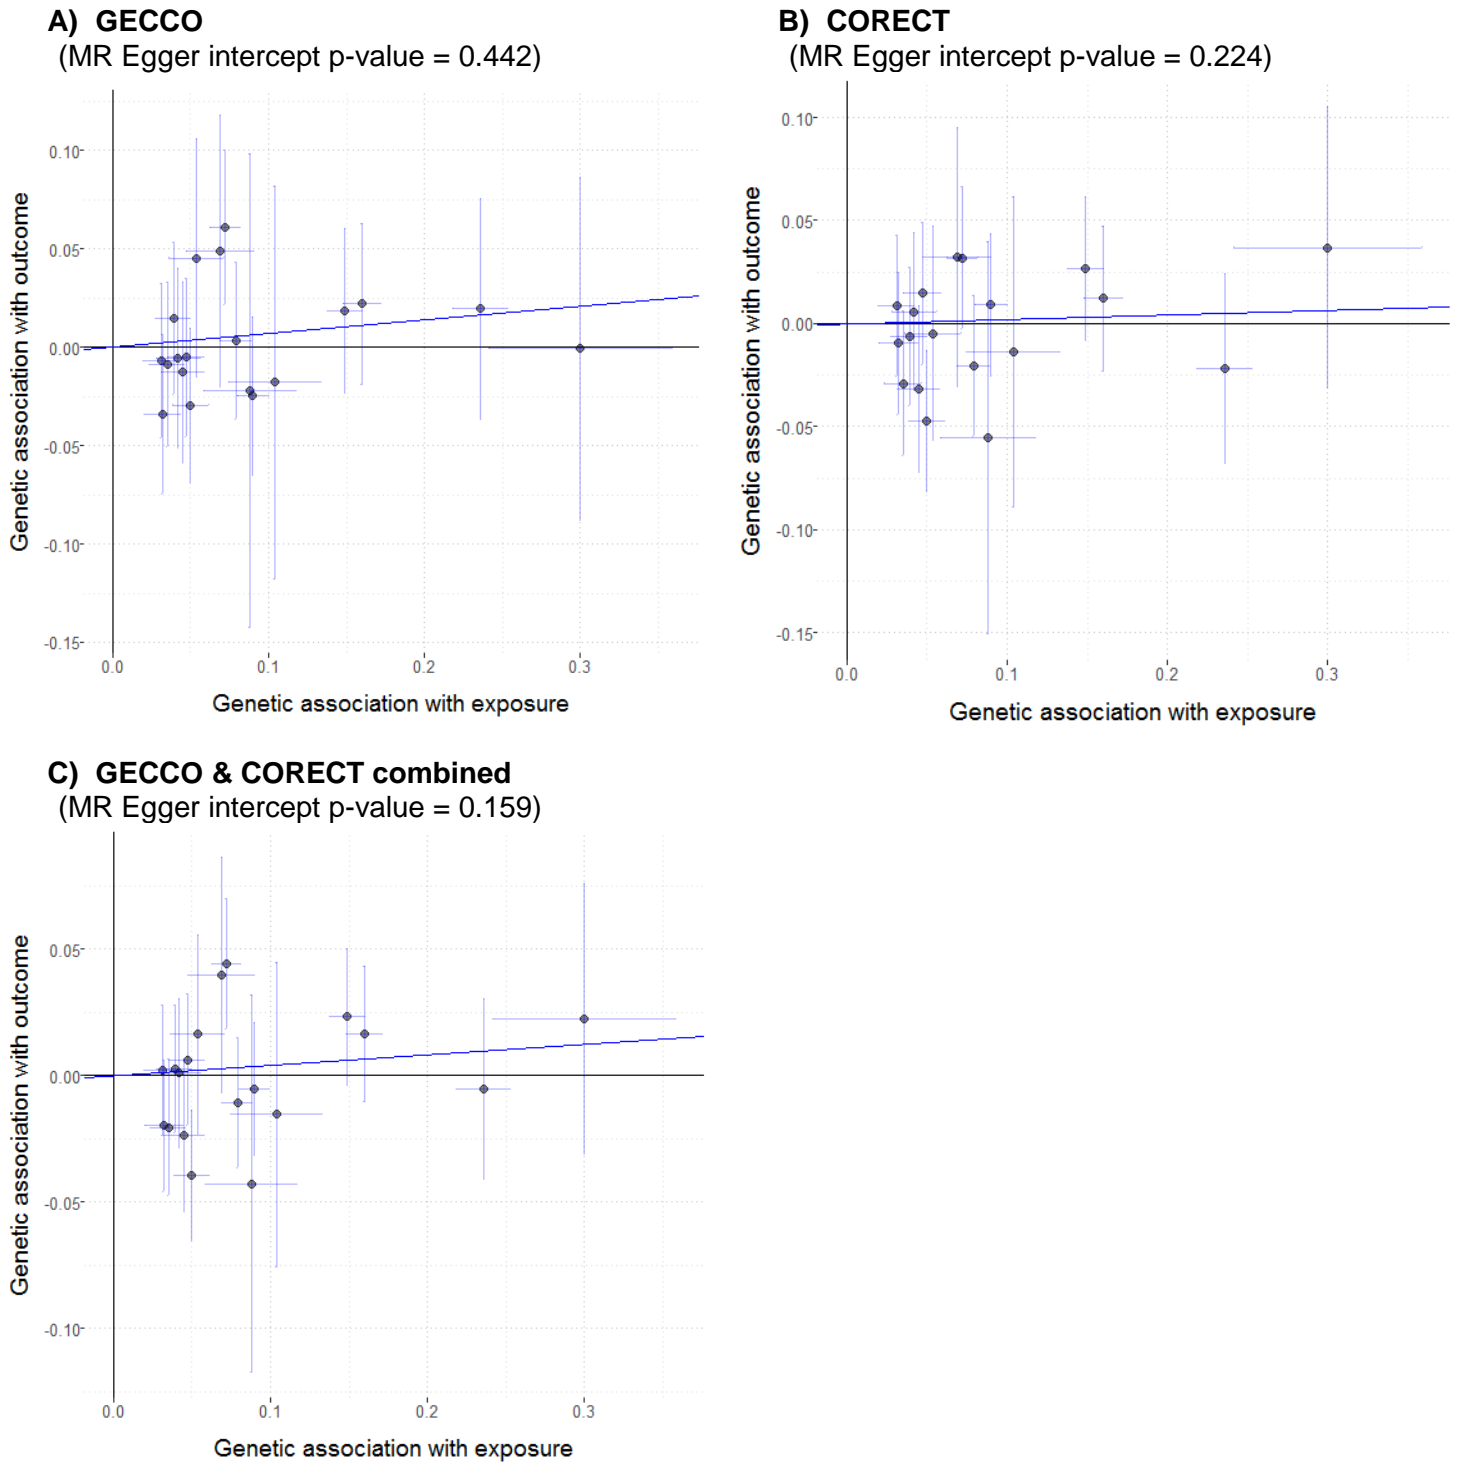 A) GECCO
(MR Egger intercept p-value = 0.442)
0.10
0.05
0.00
-0.05
-0.10
-0.15
0.0 0.1 0.2 0.3
Genetic association with outcome
Genetic association with exposure
B) CORECT
(MR Egger intercept p-value = 0.224)
0.10
0.05
0.00
-0.05
-0.10
-0.15
0.0 0.1 0.2 0.3
Genetic association with outcome
Genetic association with exposure
C) GECCO & CORECT combined
(MR Egger intercept p-value = 0.159)
0.05
0.00
-0.05
-0.10
0.0 0.1 0.2 0.3
Genetic association with outcome
Genetic association with exposure